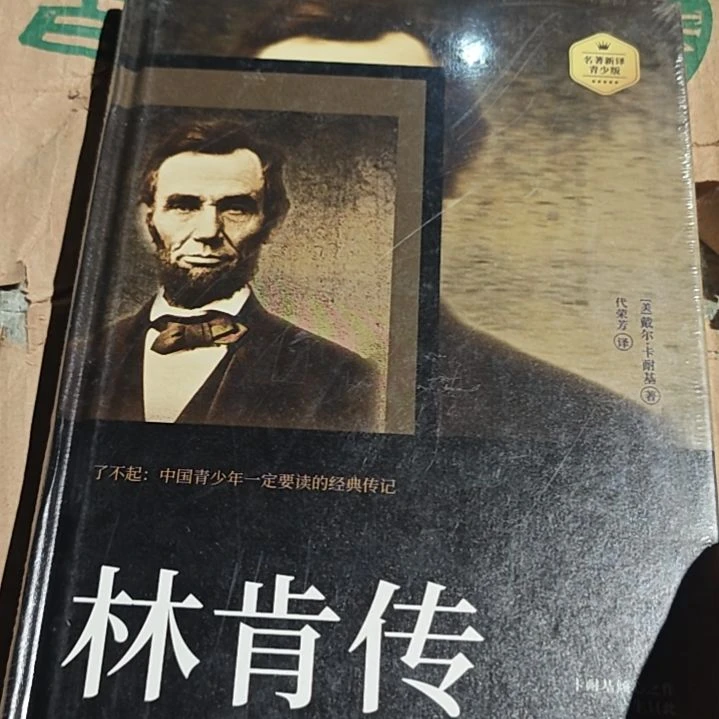 名著新译
青少版
[美]戴尔·卡耐基 著
代荣芳 译
了不起：中国青少年一定要读的经典传记
林肯传
卡耐基